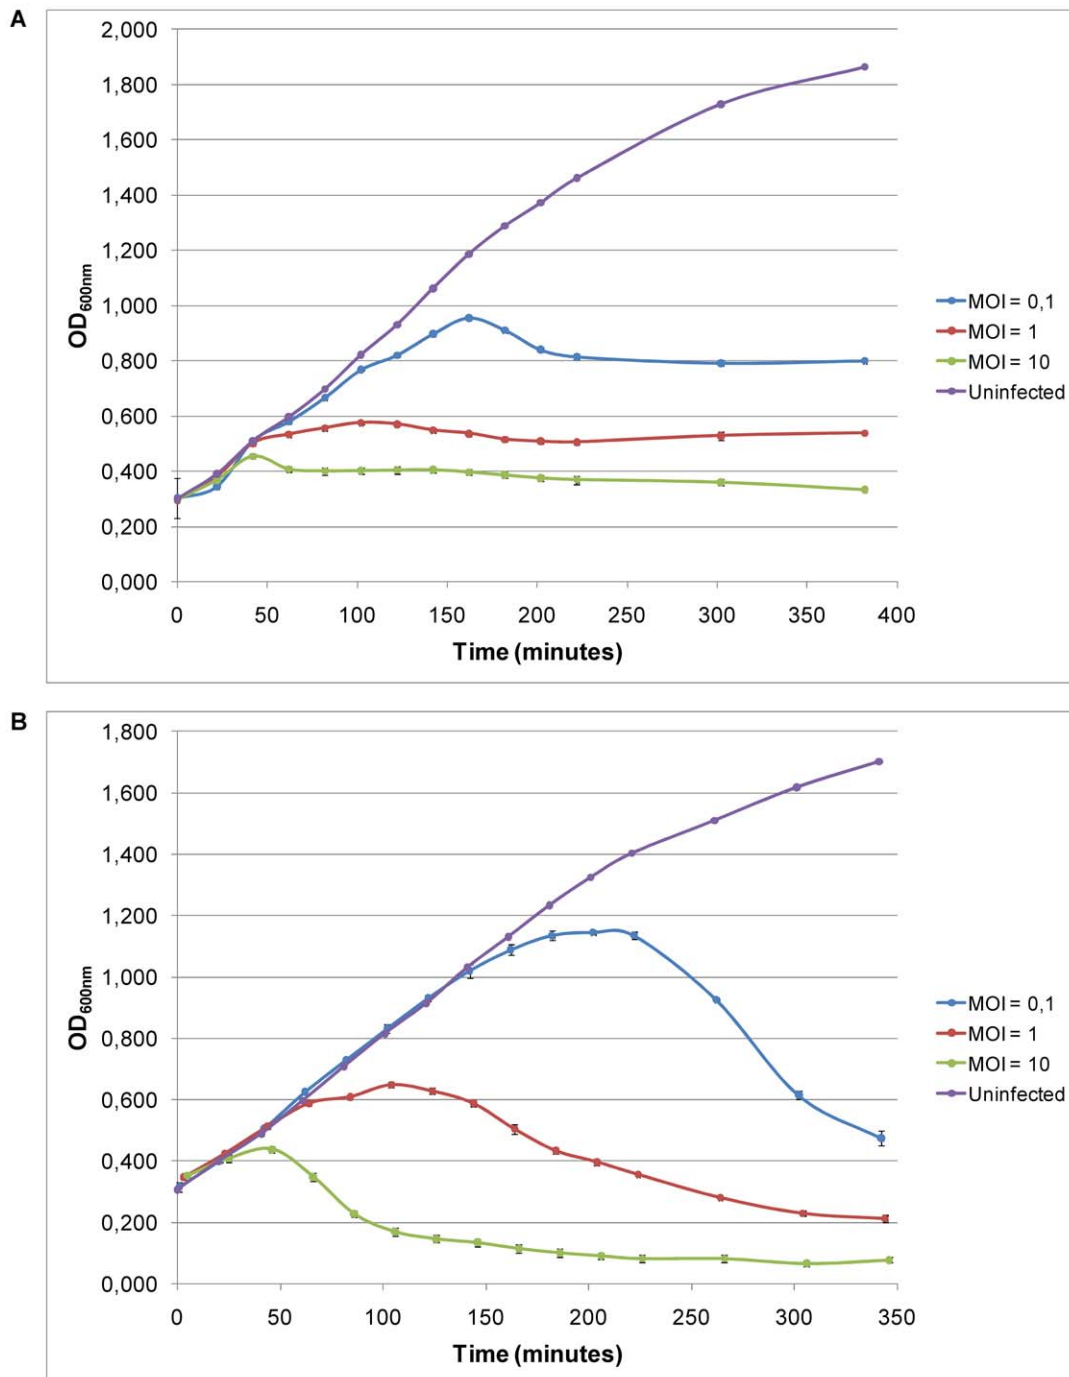 A
2,000
1,800
1,600
1,400
1,200
1,000
0,800
0,600
0,400
0,200
0,000
OD600nm
0 50 100 150 200 250 300 350 400
Time (minutes)
MOI = 0,1
MOI = 1
MOI = 10
Uninfected
B
1,800
1,600
1,400
1,200
1,000
0,800
0,600
0,400
0,200
0,000
OD600nm
0 50 100 150 200 250 300 350
Time (minutes)
MOI = 0,1
MOI = 1
MOI = 10
Uninfected